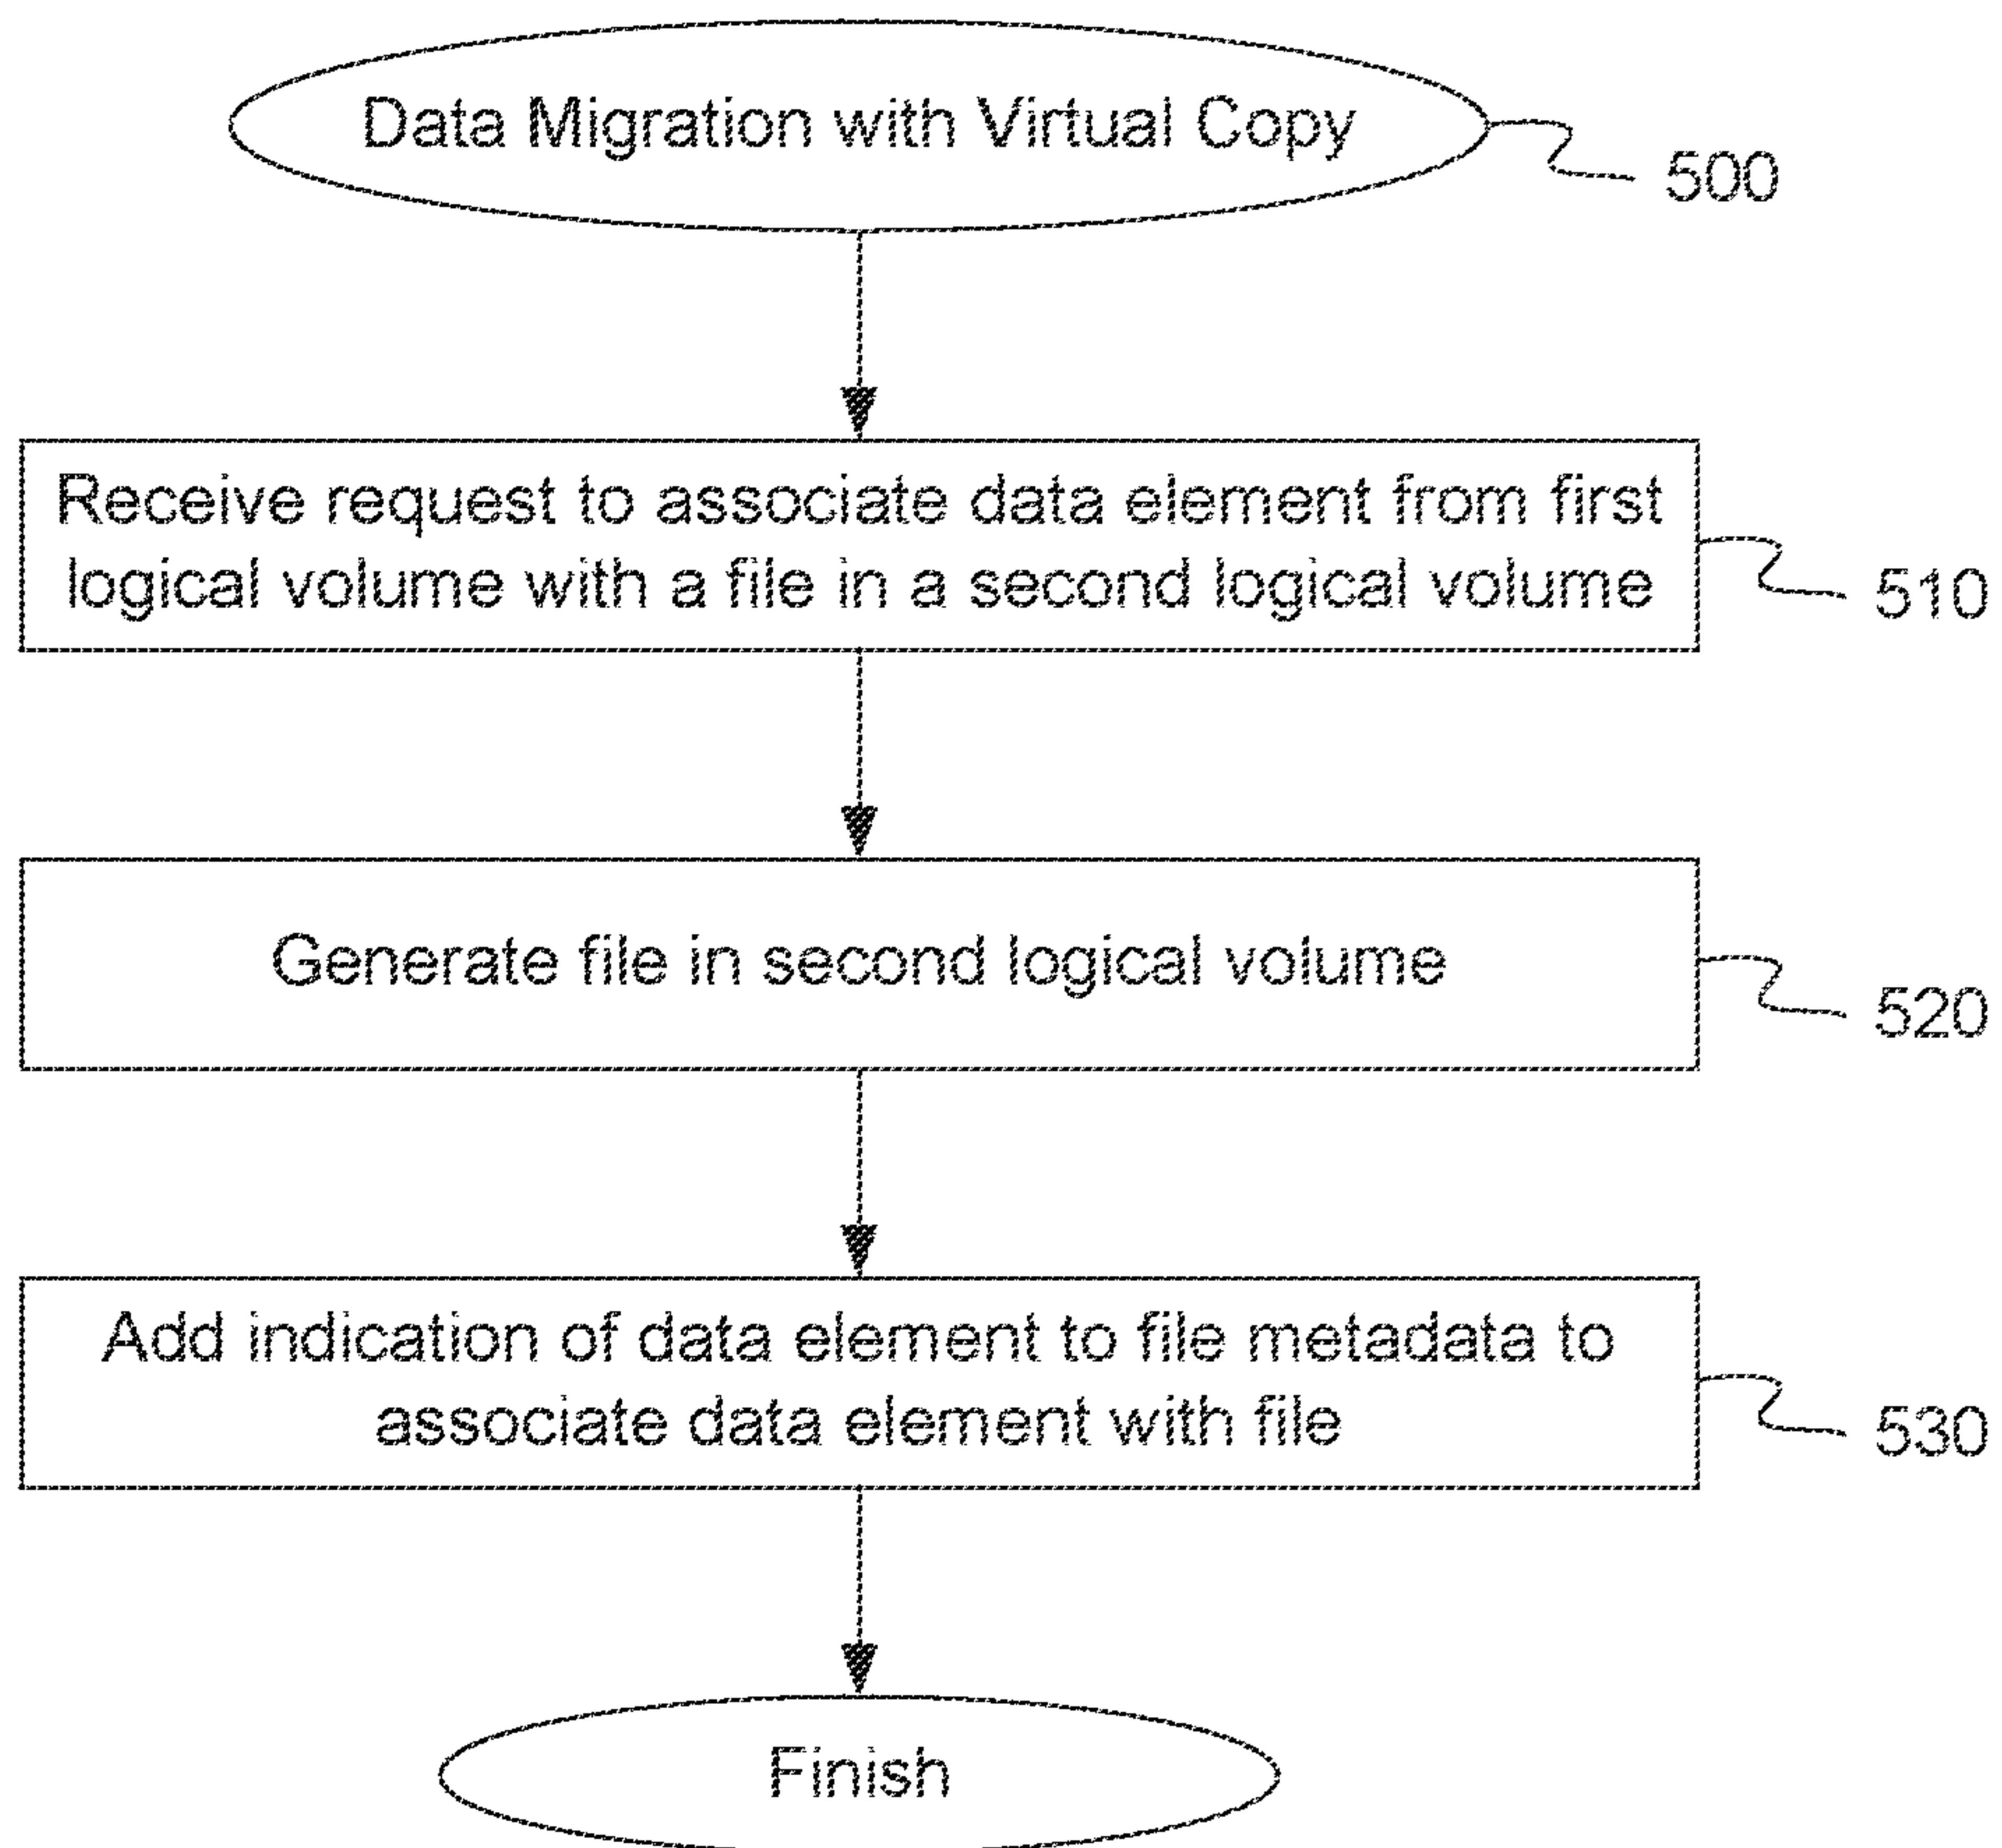 Data Migration with Virtual Copy
500
Receive request to associate data element from first
logical volume with a file in a second logical volume
510
Generate file in second logical volume
520
Add indication of data element to file metadata to
associate data element with file
530
Finish